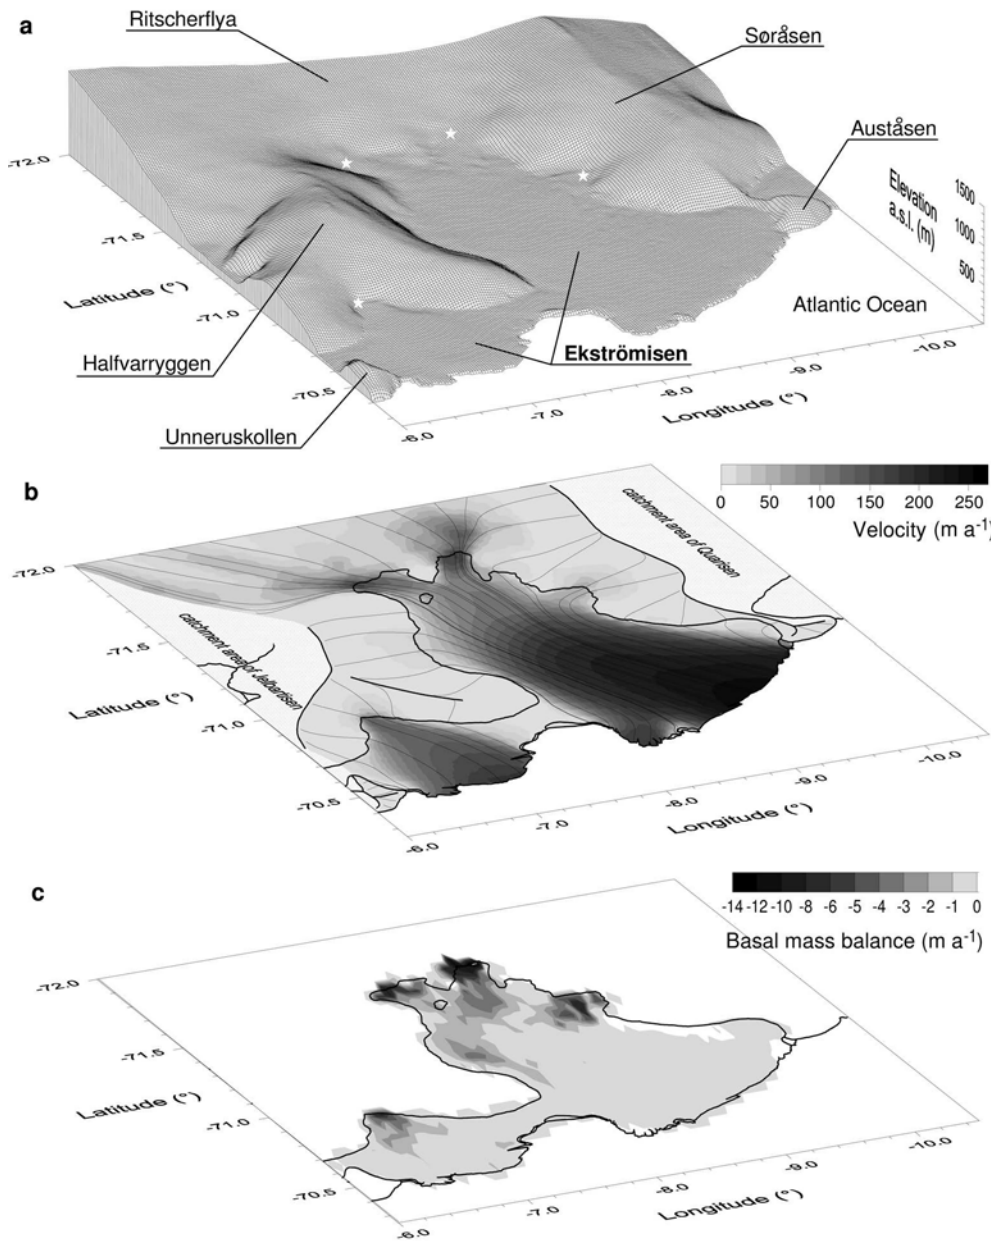 a
Ritscherflya
Søråsen
Auståsen
Elevation
a.s.l. (m)
1500
1000
500
-72.0
-71.5
-71.0
-70.5
Latitude (°)
Halfvarryggen
Unneruskollen
Ekströmisen
Atlantic Ocean
-6.0
-7.0
-8.0
-9.0
-10.0
Longitude (°)
b
0 50 100 150 200 250
Velocity (m a-1)
catchment area of Quarisen
catchment area of Jelbartisen
-72.0
-71.5
-71.0
-70.5
Latitude (°)
-6.0
-7.0
-8.0
-9.0
-10.0
Longitude (°)
c
-14 -12 -10 -8 -6 -5 -4 -3 -2 -1 0
Basal mass balance (m a-1)
-72.0
-71.5
-71.0
-70.5
Latitude (°)
-6.0
-7.0
-8.0
-9.0
-10.0
Longitude (°)